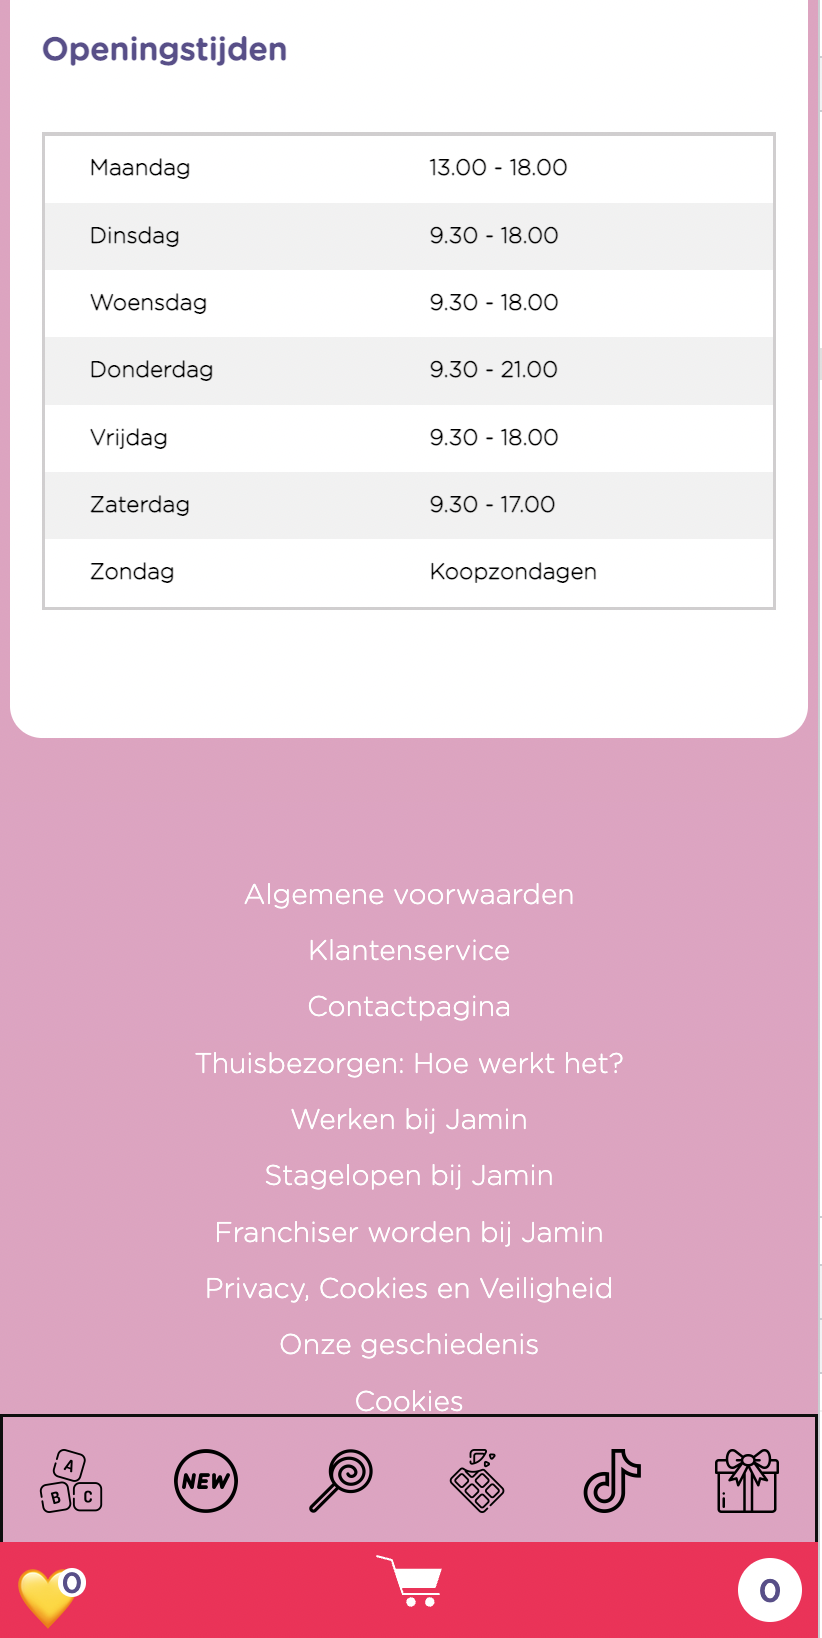 Openingstijden
Maandag 13.00 - 18.00
Dinsdag 9.30 - 18.00
Woensdag 9.30 - 18.00
Donderdag 9.30 - 21.00
Vrijdag 9.30 - 18.00
Zaterdag 9.30 - 17.00
Zondag Koopzondagen
Algemene voorwaarden
Klantenservice
Contactpagina
Thuisbezorgen: Hoe werkt het?
Werken bij Jamin
Stagelopen bij Jamin
Franchiser worden bij Jamin
Privacy, Cookies en Veiligheid
Onze geschiedenis
Cookies
A
B C
NEW
i
0
0